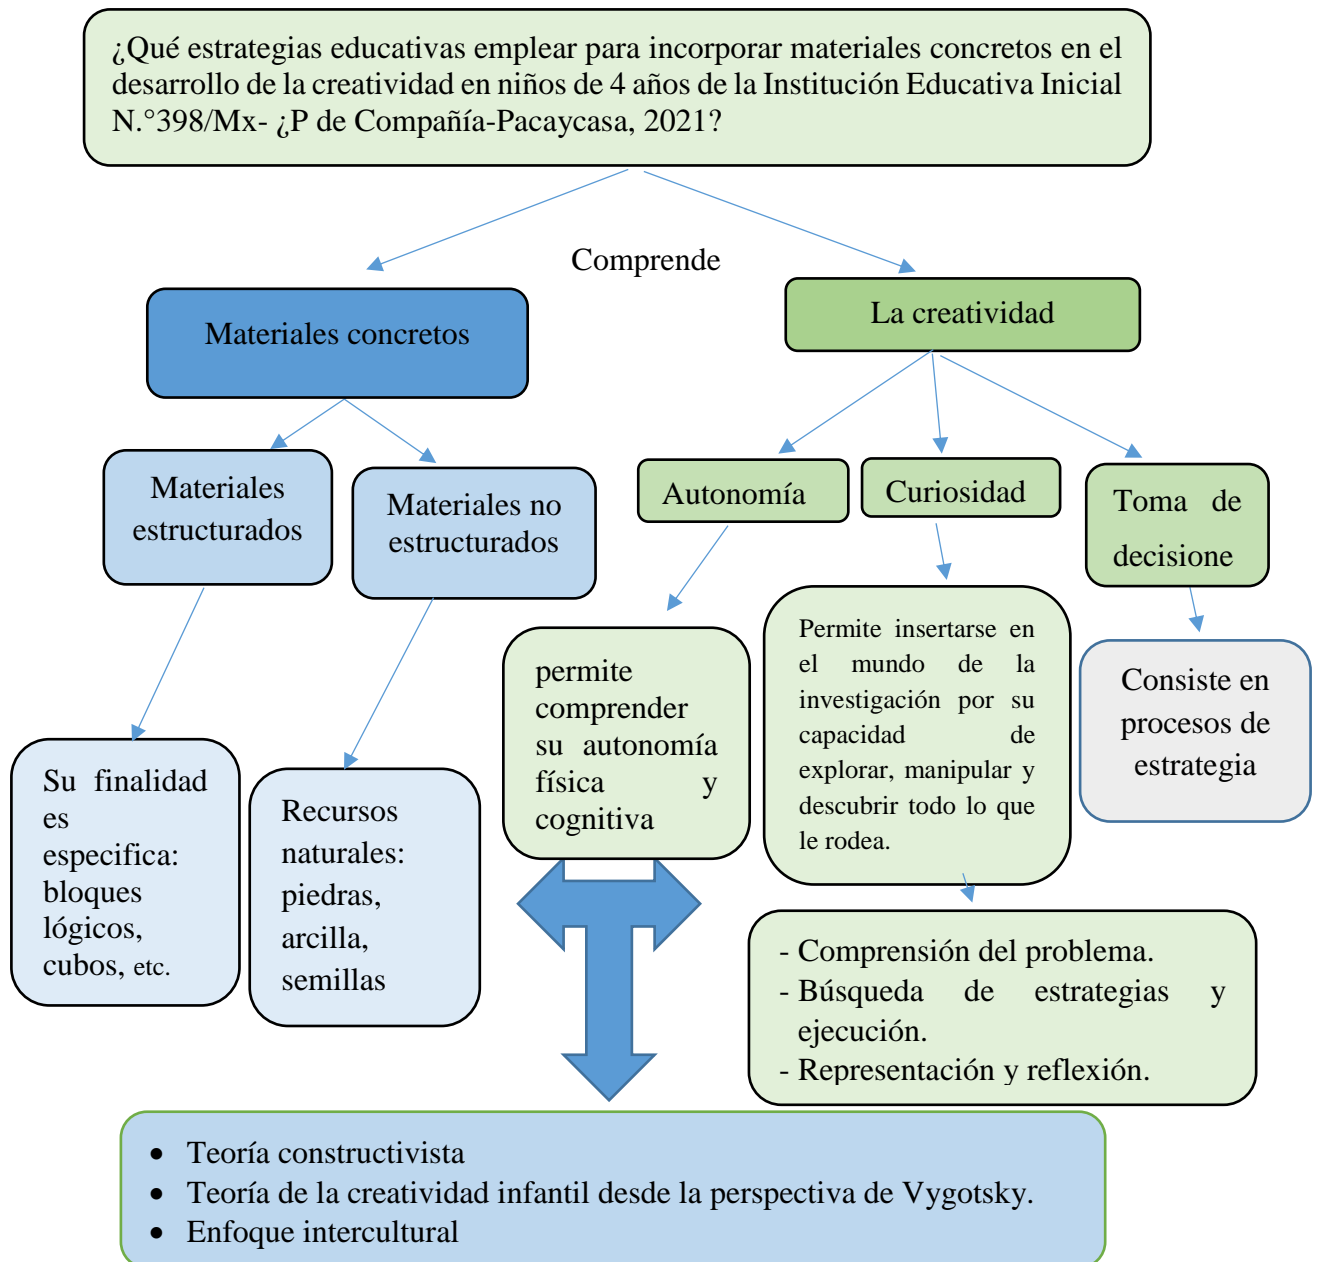 ¿Qué estrategias educativas emplear para incorporar materiales concretos en el
desarrollo de la creatividad en niños de 4 años de la Institución Educativa Inicial
N.°398/Mx- ¿P de Compañía-Pacaycasa, 2021?
Comprende
Materiales concretos
La creatividad
Materiales
estructurados
Materiales no
estructurados
Autonomía
Curiosidad
Toma de
decisione
Su finalidad
es
especifica:
bloques
lógicos,
cubos, etc.
Recursos
naturales:
piedras,
arcilla,
semillas
permite
comprender
su autonomía
física y
cognitiva
Permite insertarse en
el mundo de la
investigación por su
capacidad de
explorar, manipular y
descubrir todo lo que
le rodea.
Consiste en
procesos de
estrategia
- Comprensión del problema.
- Búsqueda de estrategias y
ejecución.
- Representación y reflexión.
• Teoría constructivista
• Teoría de la creatividad infantil desde la perspectiva de Vygotsky.
• Enfoque intercultural